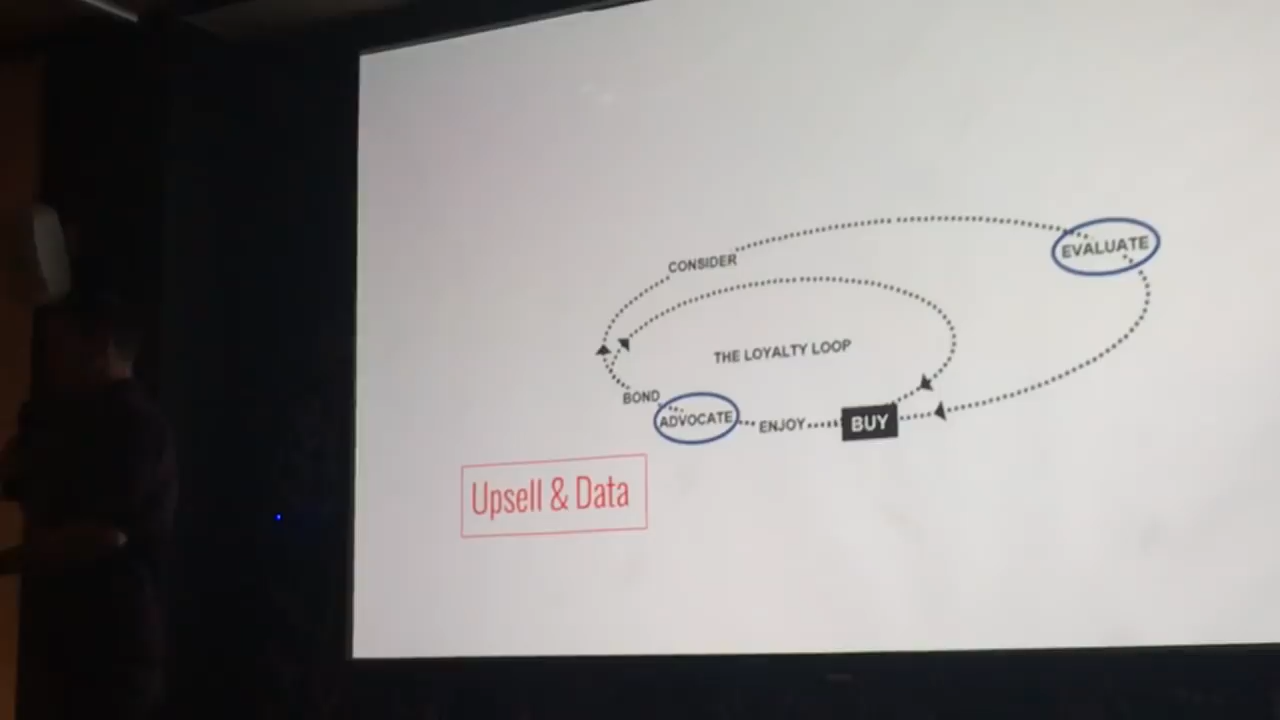 CONSIDER
EVALUATE
THE LOYALTY LOOP
BOND
ADVOCATE
ENJOY
BUY
Upsell & Data